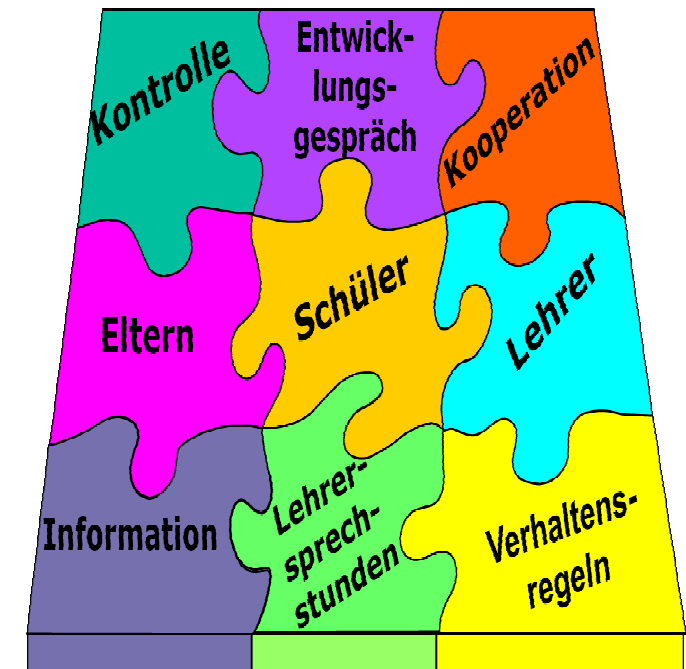 Kontrolle
Entwick-
lungs-
gespräch
Kooperation
Eltern
Schüler
Lehrer
Information
Lehrer-
sprech-
stunden
Verhaltens-
regeln